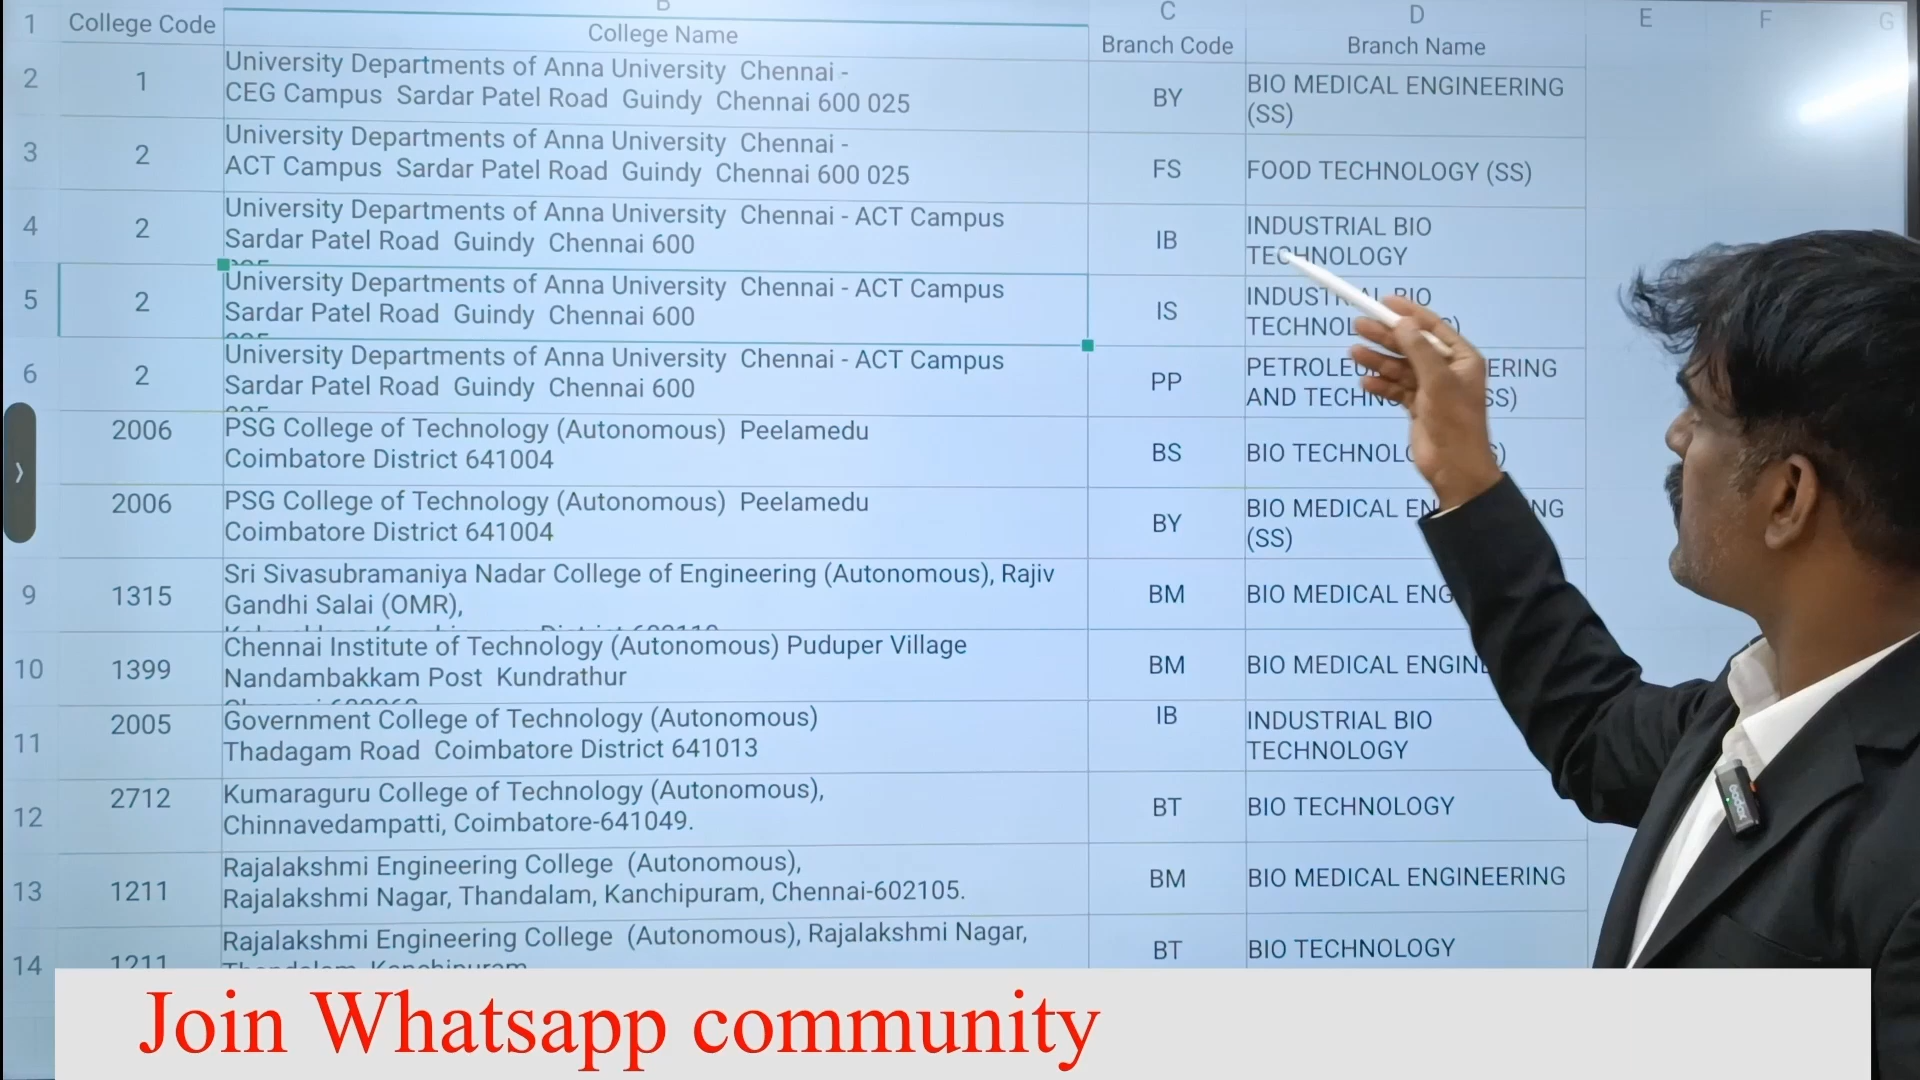 B C D E F G
1 College Code College Name Branch Code Branch Name
2 1 University Departments of Anna University Chennai -
CEG Campus Sardar Patel Road Guindy Chennai 600 025
BY BIO MEDICAL ENGINEERING
(SS)
3 2 University Departments of Anna University Chennai -
ACT Campus Sardar Patel Road Guindy Chennai 600 025
FS FOOD TECHNOLOGY (SS)
4 2 University Departments of Anna University Chennai - ACT Campus
Sardar Patel Road Guindy Chennai 600
IB INDUSTRIAL BIO
TECHNOLOGY
5 2 University Departments of Anna University Chennai - ACT Campus
Sardar Patel Road Guindy Chennai 600
IS INDUSTRIAL BIO
6 2 University Departments of Anna University Chennai - ACT Campus
Sardar Patel Road Guindy Chennai 600
PP
AND
2006 PSG College of Technology (Autonomous) Peelamedu
Coimbatore District 641004
BS BIO
2006 PSG College of Technology (Autonomous) Peelamedu
Coimbatore District 641004
BY BIO MEDICAL
(SS)
9 1315 Sri Sivasubramaniya Nadar College of Engineering (Autonomous), Rajiv
Gandhi Salai (OMR),
BM BIO MEDICAL
10 1399 Chennai Institute of Technology (Autonomous) Puduper Village
Nandambakkam Post Kundrathur
BM BIO MEDICAL
11 2005 Government College of Technology (Autonomous)
Thadagam Road Coimbatore District 641013
IB INDUSTRIAL BIO
TECHNOLOGY
12 2712 Kumaraguru College of Technology (Autonomous),
Chinnavedampatti, Coimbatore-641049.
BT BIO TECHNOLOGY
13 1211 Rajalakshmi Engineering College (Autonomous),
Rajalakshmi Nagar, Thandalam, Kanchipuram, Chennai-602105.
BM BIO MEDICAL ENGINEERING
14 1211 Rajalakshmi Engineering College (Autonomous), Rajalakshmi Nagar,
Thandalam, Kanchipuram
BT BIO TECHNOLOGY
Godox
Join Whatsapp community